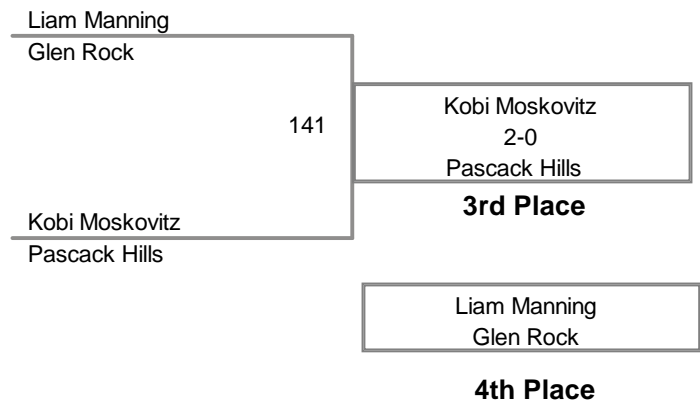 Liam Manning
Glen Rock
141
Kobi Moskovitz
2-0
Pascack Hills
3rd Place
Kobi Moskovitz
Pascack Hills
Liam Manning
Glen Rock
4th Place